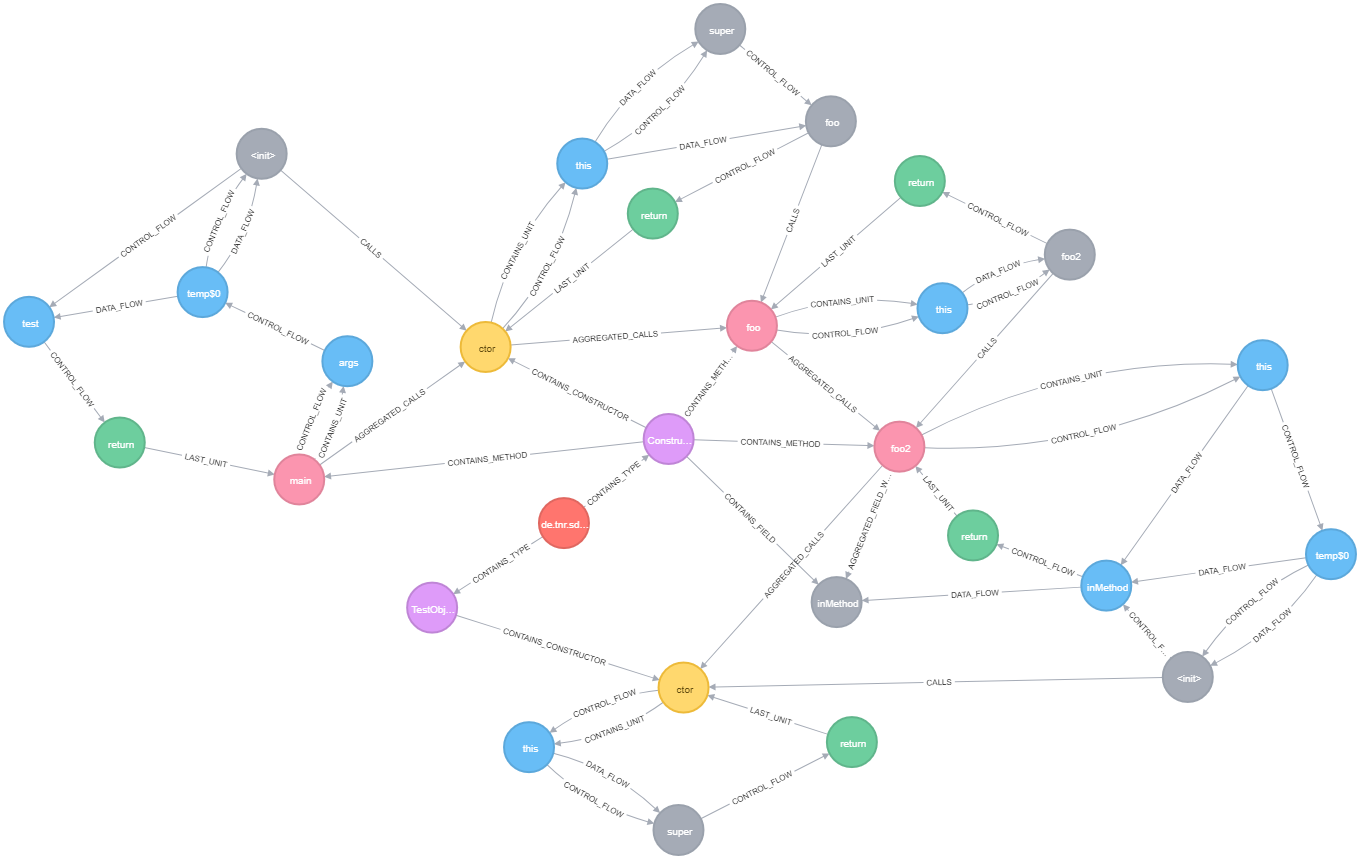 super
CONTROL_FLOW
DATA_FLOW
CONTROL_FLOW
foo
<init>
this
DATA_FLOW
CONTROL_FLOW
return
return
CONTROL_FLOW
DATA_FLOW
CONTROL_FLOW
CALLS
CONTAINS_UNIT
CONTROL_FLOW
LAST_UNIT
CALLS
LAST_UNIT
CONTROL_FLOW
foo2
DATA_FLOW
CONTROL_FLOW
temp$0
DATA_FLOW
test
CONTROL_FLOW
args
ctor
AGGREGATED_CALLS
foo
CONTAINS_UNIT
CONTROL_FLOW
this
CALLS
CONTROL_FLOW
CONTROL_FLOW
CONTAINS_UNIT
AGGREGATED_CALLS
CONTAINS_CONSTRUCTOR
CONTAINS_METH...
AGGREGATED_CALLS
CONTAINS_UNIT
CONTROL_FLOW
this
return
LAST_UNIT
main
CONTAINS_METHOD
Constru...
CONTAINS_METHOD
foo2
DATA_FLOW
CONTROL_FLOW
CONTAINS_TYPE
CONTAINS_FIELD
AGGREGATED_FIELD_W...
LAST_UNIT
de.tnr.sd...
CONTAINS_TYPE
AGGREGATED_CALLS
return
CONTROL_FLOW
temp$0
TestObj...
inMethod
DATA_FLOW
inMethod
DATA_FLOW
CONTROL_FLOW
DATA_FLOW
CONTROL_F...
CONTAINS_CONSTRUCTOR
ctor
CALLS
<init>
CONTROL_FLOW
CONTAINS_UNIT
LAST_UNIT
this
return
DATA_FLOW
CONTROL_FLOW
CONTROL_FLOW
super